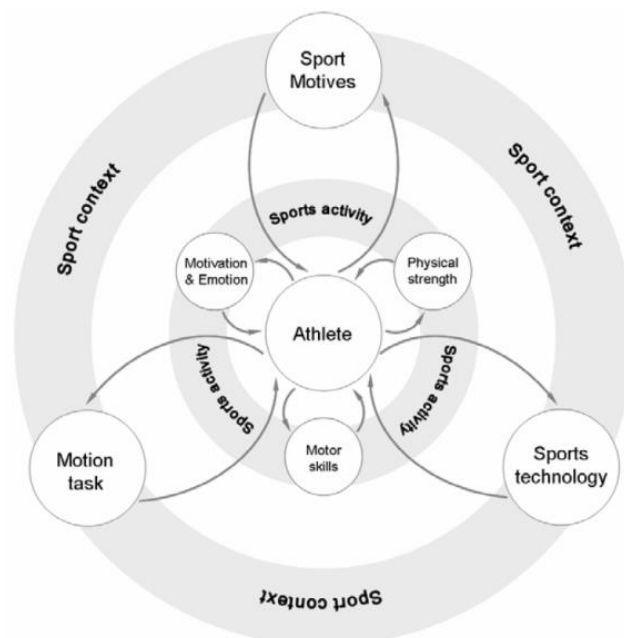 Sport
Motives
Sport context
Sport context
Sports activity
Motivation
& Emotion
Physical
strength
Athlete
Sports activity
Sports activity
Motor
skills
Motion
task
Sports
technology
Sport context